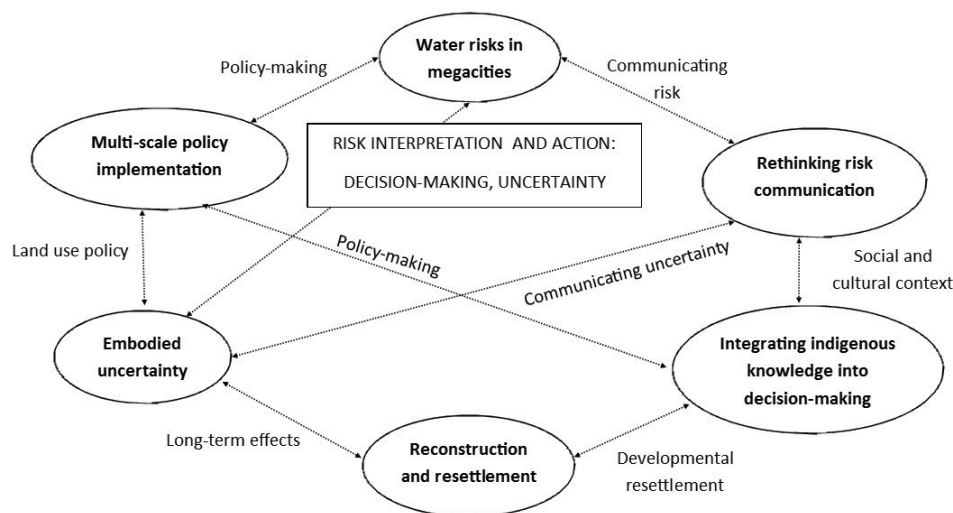 Water risks in
megacities
Policy-making
Communicating
risk
Multi-scale policy
implementation
RISK INTERPRETATION AND ACTION:
DECISION-MAKING, UNCERTAINTY
Rethinking risk
communication
Land use policy
Policy-making
Communicating uncertainty
Social and
cultural context
Embodied
uncertainty
Integrating indigenous
knowledge into
decision-making
Long-term effects
Reconstruction
and resettlement
Developmental
resettlement